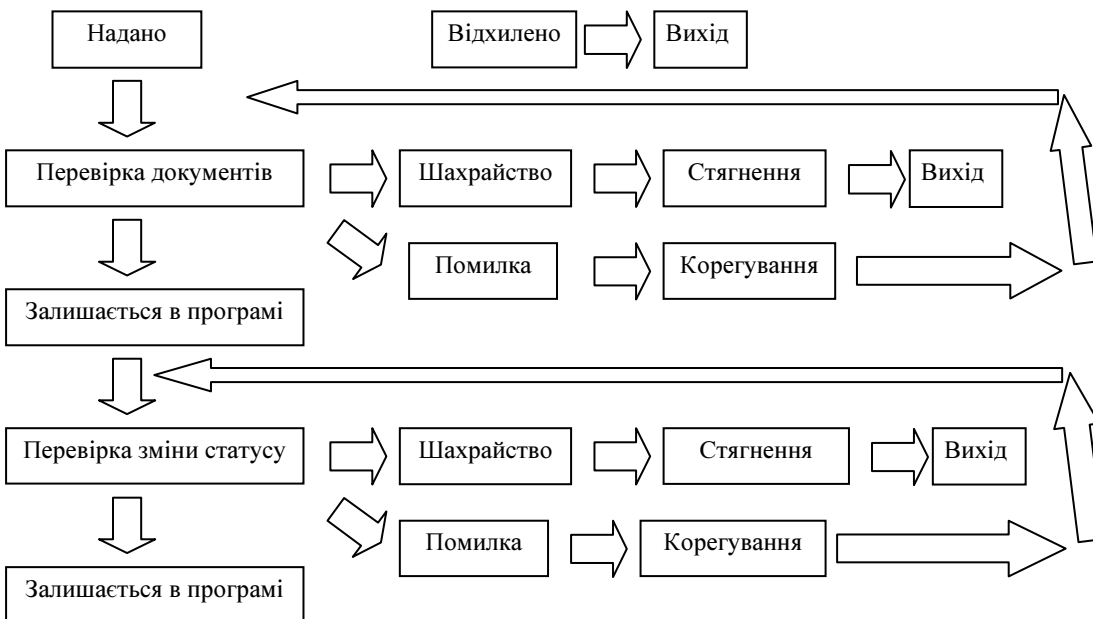 Надано
Відхилено
Вихід
Перевірка документів
Шахрайство
Стягнення
Вихід
Помилка
Корегування
Залишається в програмі
Перевірка зміни статусу
Шахрайство
Стягнення
Вихід
Помилка
Корегування
Залишається в програмі